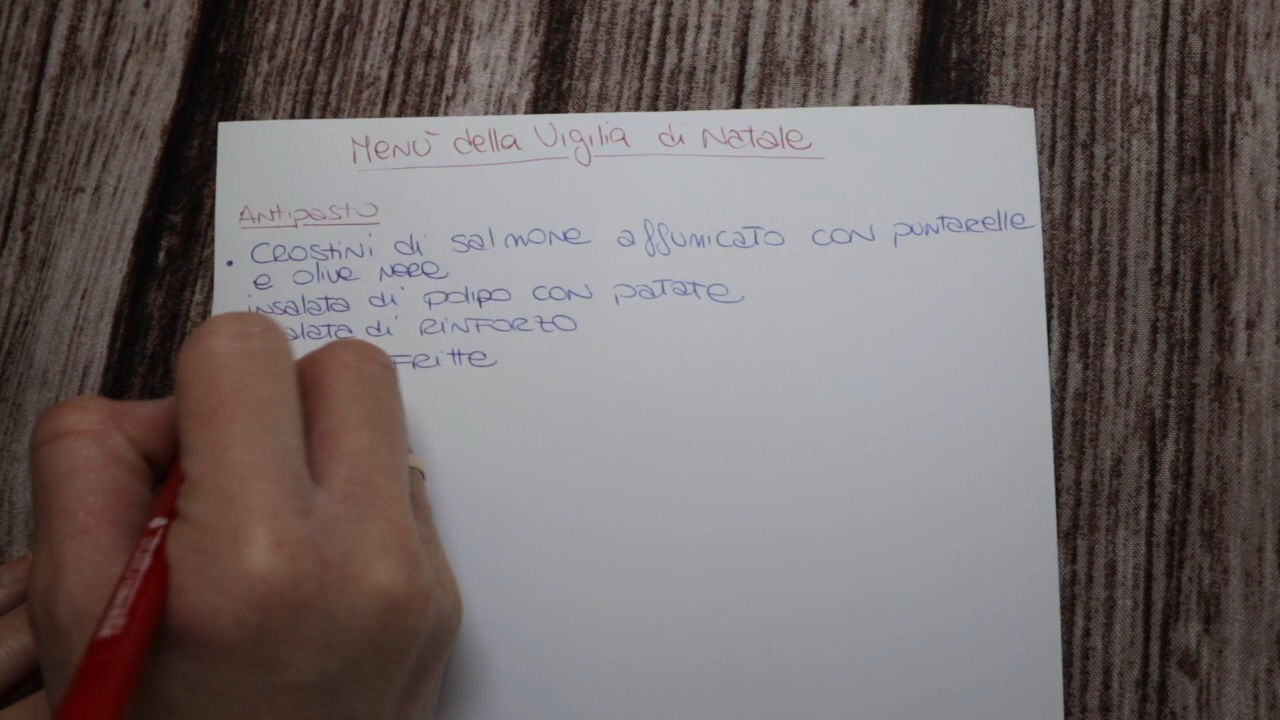 Menù della Vigilia di Natale
Antipasto
• Crostini di salmone affumicato con puntarelle
e olive nere
insalata di polipo con patate
di Rinforzo
Fritte